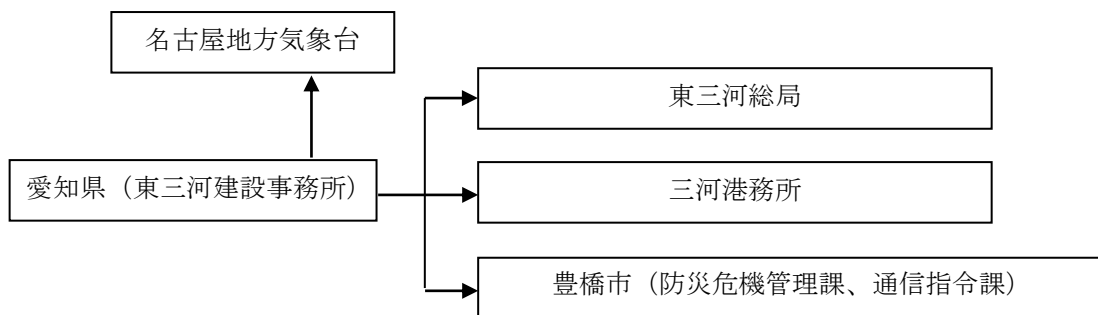 名古屋地方気象台
東三河総局
愛知県（東三河建設事務所）
三河港務所
豊橋市（防災危機管理課、通信指令課）